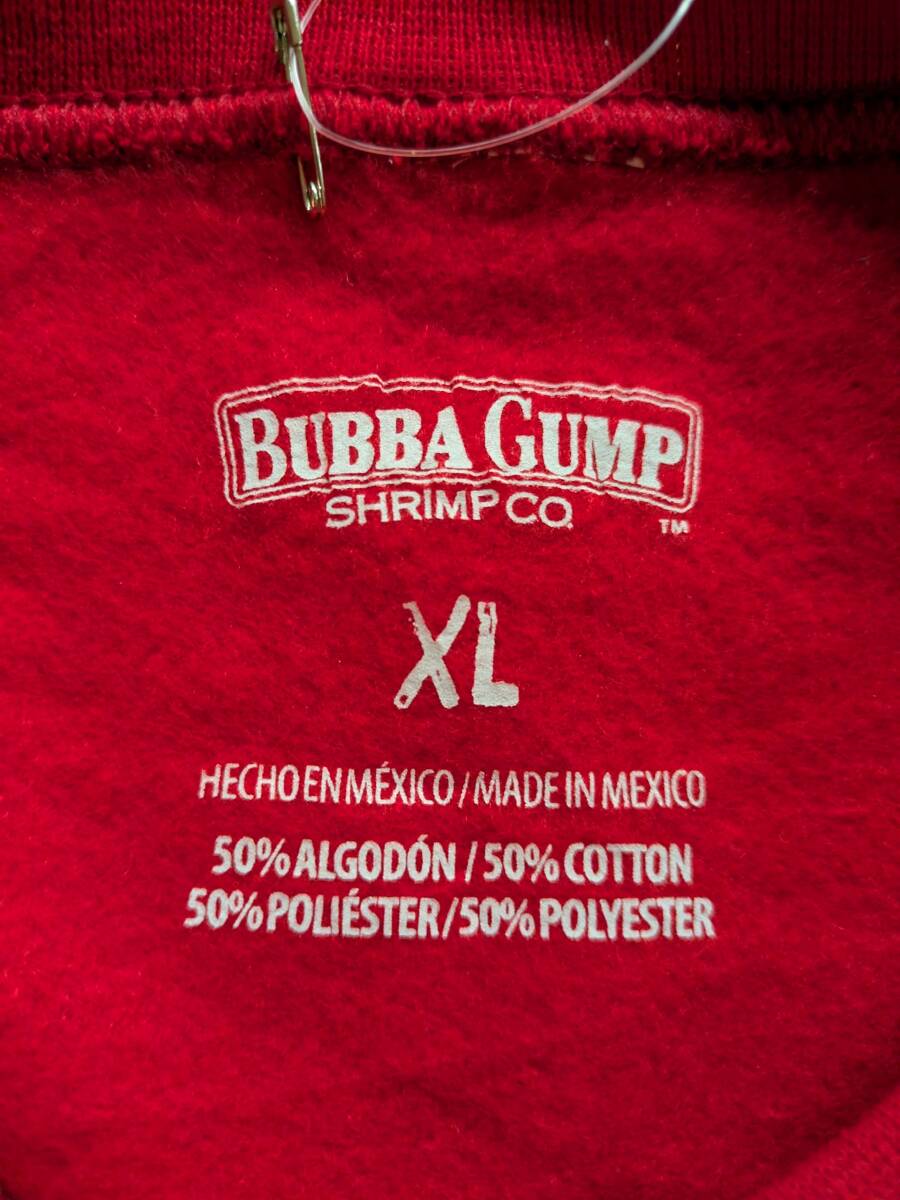 BUBBA GUMP
SHRIMP CO.
TM
XL
HECHO EN MÉXICO / MADE IN MEXICO
50% ALGODÓN / 50% COTTON
50% POLIÉSTER / 50% POLYESTER